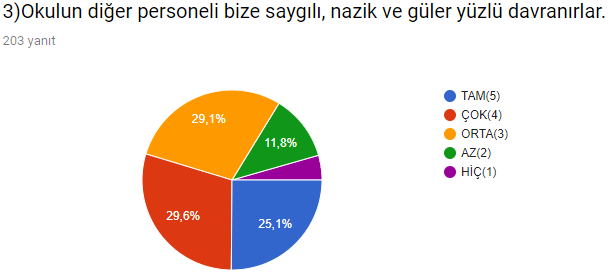 3)Okulun diğer personeli bize saygılı, nazik ve güler yüzlü davranırlar.
203 yanıt
TAM(5)
ÇOK(4)
ORTA(3)
AZ(2)
HİÇ(1)
29,1%
11,8%
29,6%
25,1%